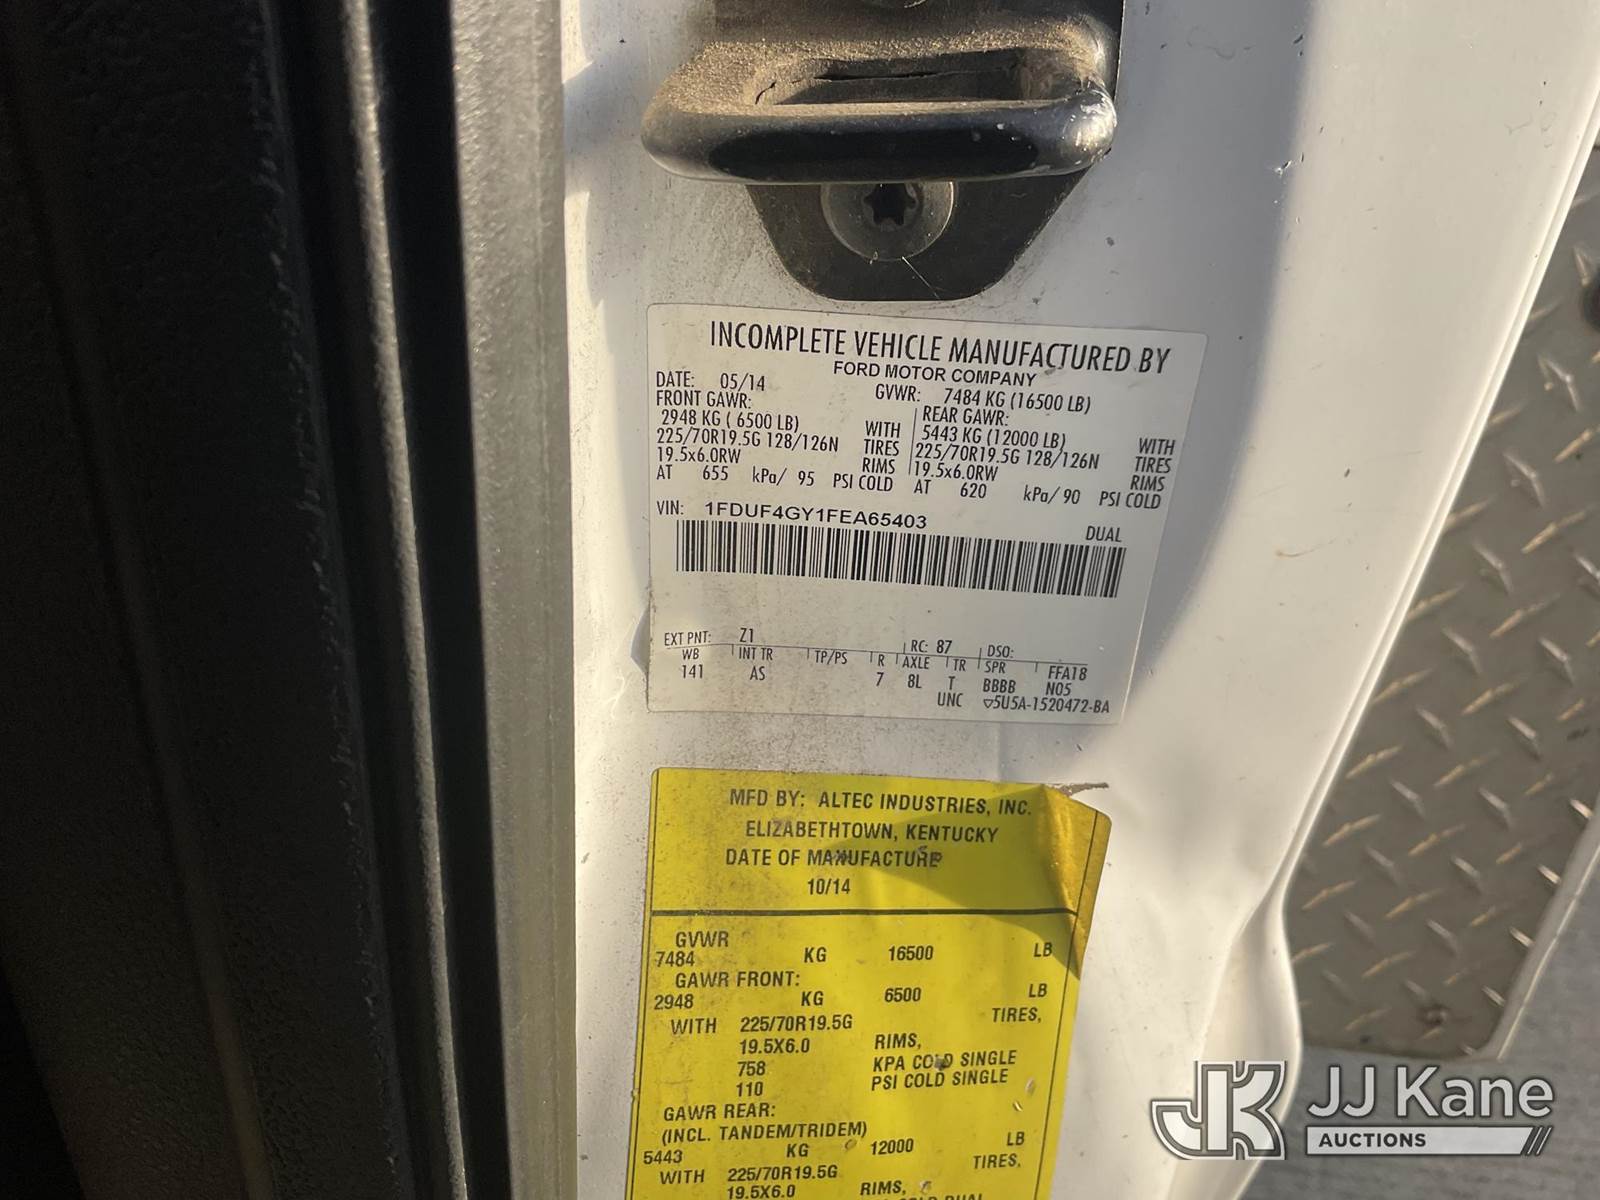 INCOMPLETE VEHICLE MANUFACTURED BY
FORD MOTOR COMPANY
DATE: 05/14 GVWR: 7484 KG (16500 LB)
FRONT GAWR: REAR GAWR:
2948 KG ( 6500 LB) WITH 5443 KG (12000 LB) WITH
225/70R19.5G 128/126N TIRES 225/70R19.5G 128/126N TIRES
19.5x6.0RW RIMS 19.5x6.0RW RIMS
AT 655 kPa/ 95 PSI COLD AT 620 kPa/ 90 PSI COLD
VIN: 1FDUF4GY1FEA65403
DUAL
EXT PNT: Z1 RC: 87 DSO:
WB INT TR TP/PS R AXLE TR SPR FFA18
141 AS 7 8L T BBBB N05
UNC ▽5U5A-1520472-BA
MFD BY: ALTEC INDUSTRIES, INC.
ELIZABETHTOWN, KENTUCKY
DATE OF MANUFACTURE
10/14
GVWR
7484 KG 16500 LB
GAWR FRONT:
2948 KG 6500 LB
WITH 225/70R19.5G TIRES,
19.5X6.0 RIMS,
758 KPA COLD SINGLE
110 PSI COLD SINGLE
GAWR REAR:
(INCL. TANDEM/TRIDEM)
5443 KG 12000 LB
WITH 225/70R19.5G TIRES,
19.5X6.0 RIMS,
JK JJ Kane
AUCTIONS